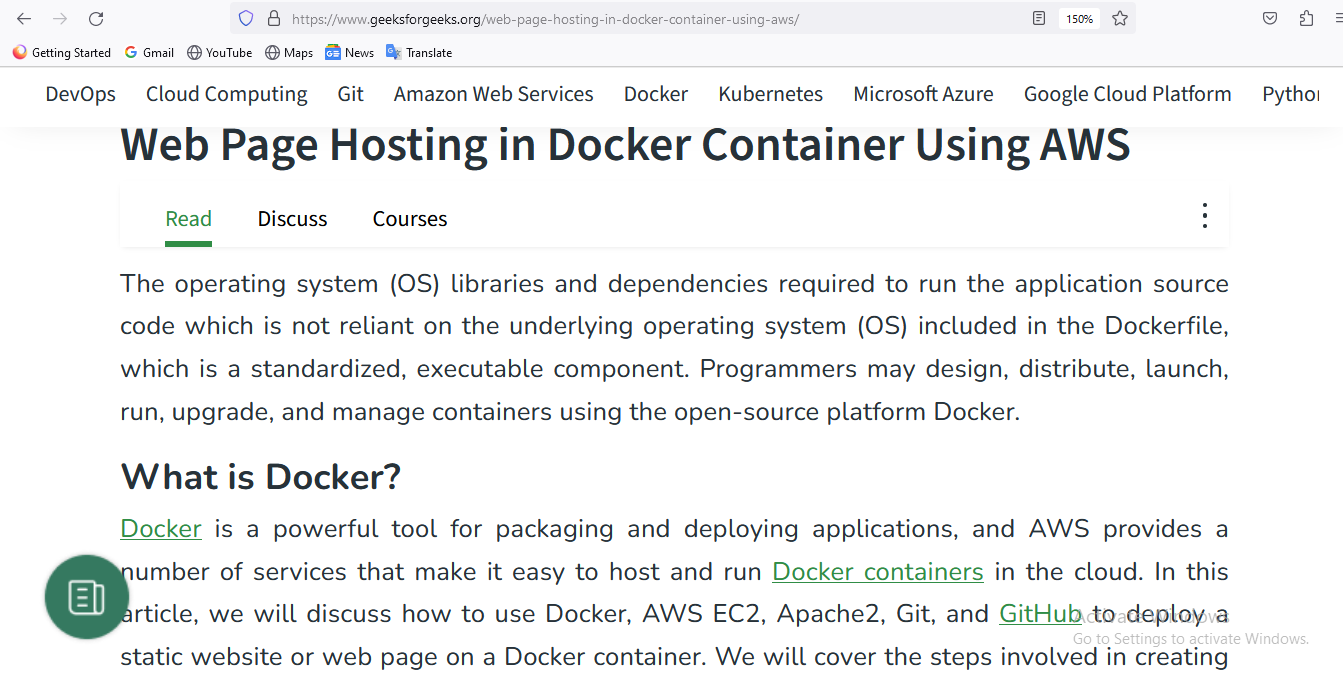 https://www.geeksforgeeks.org/web-page-hosting-in-docker-container-using-aws/ 150%
Getting Started Gmail YouTube Maps News Translate
DevOps Cloud Computing Git Amazon Web Services Docker Kubernetes Microsoft Azure Google Cloud Platform Python
Web Page Hosting in Docker Container Using AWS
Read Discuss Courses
The operating system (OS) libraries and dependencies required to run the application source
code which is not reliant on the underlying operating system (OS) included in the Dockerfile,
which is a standardized, executable component. Programmers may design, distribute, launch,
run, upgrade, and manage containers using the open-source platform Docker.
What is Docker?
Docker is a powerful tool for packaging and deploying applications, and AWS provides a
number of services that make it easy to host and run Docker containers in the cloud. In this
article, we will discuss how to use Docker, AWS EC2, Apache2, Git, and GitHub to deploy a
Activate Windows
Go to Settings to activate Windows.
static website or web page on a Docker container. We will cover the steps involved in creating